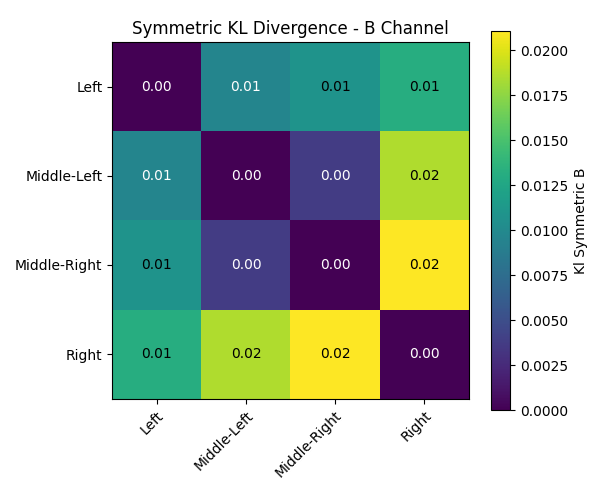 Symmetric KL Divergence - B Channel
Left
Middle-Left
Middle-Right
Right
0.00 0.01 0.01 0.01
0.01 0.00 0.00 0.02
0.01 0.00 0.00 0.02
0.01 0.02 0.02 0.00
Left
Middle-Left
Middle-Right
Right
0.0200
0.0175
0.0150
0.0125
0.0100
0.0075
0.0050
0.0025
0.0000
Kl Symmetric B